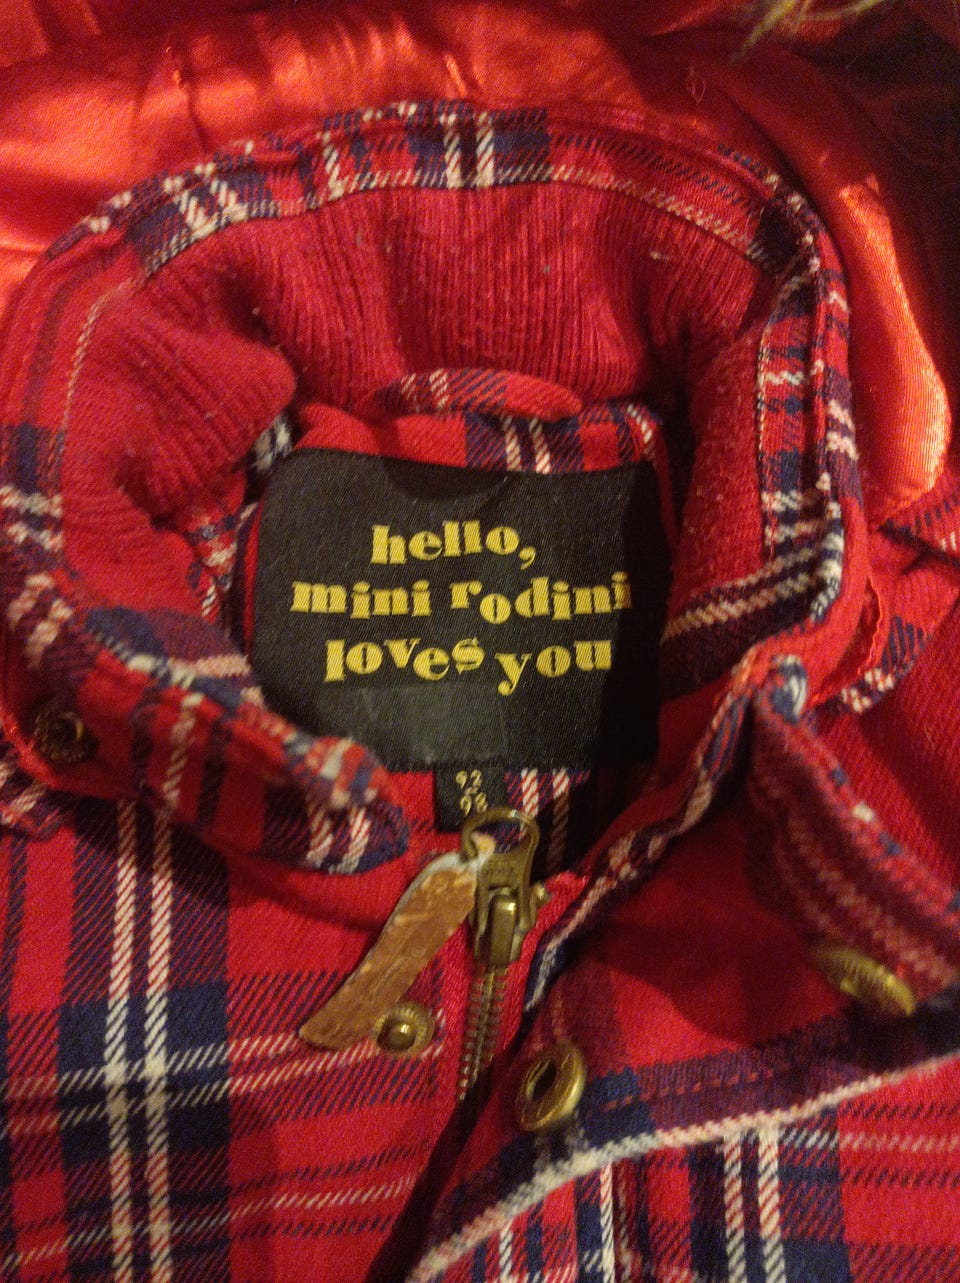 hello,
mini rodini
loves you
92
98